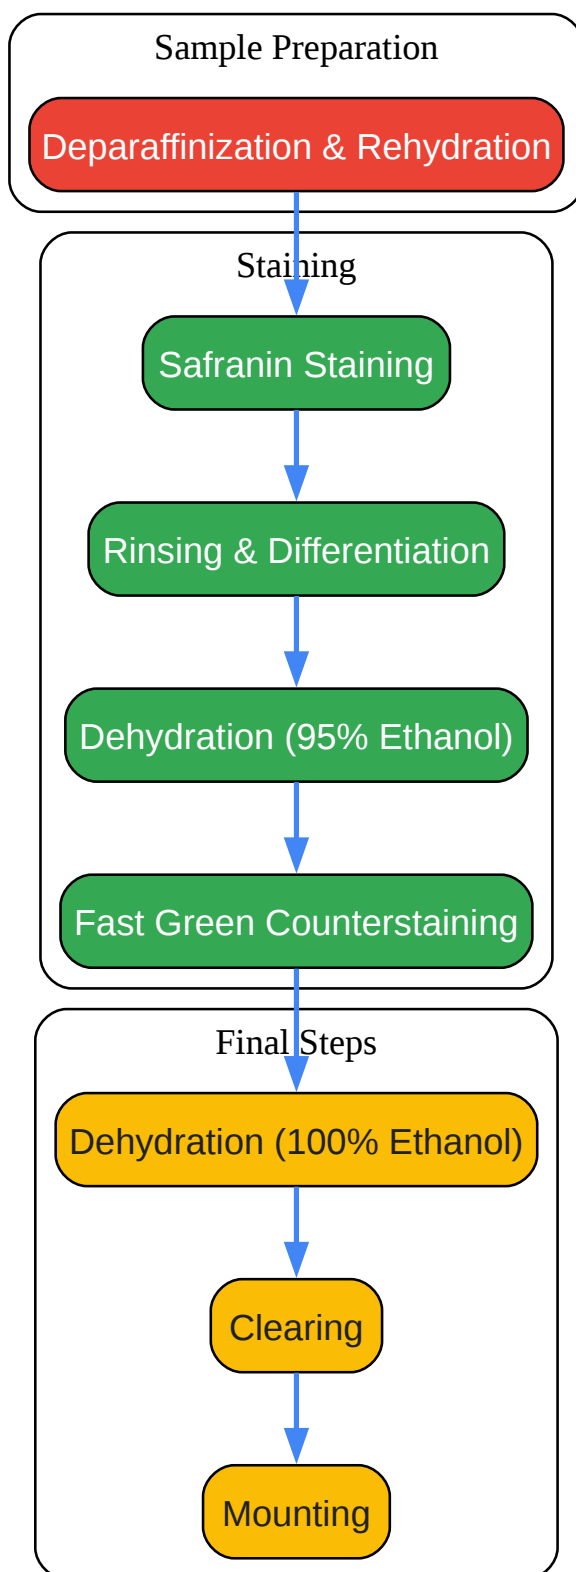 Sample Preparation
Deparaffinization & Rehydration
Staining
Safranin Staining
Rinsing & Differentiation
Dehydration (95% Ethanol)
Fast Green Counterstaining
Final Steps
Dehydration (100% Ethanol)
Clearing
Mounting